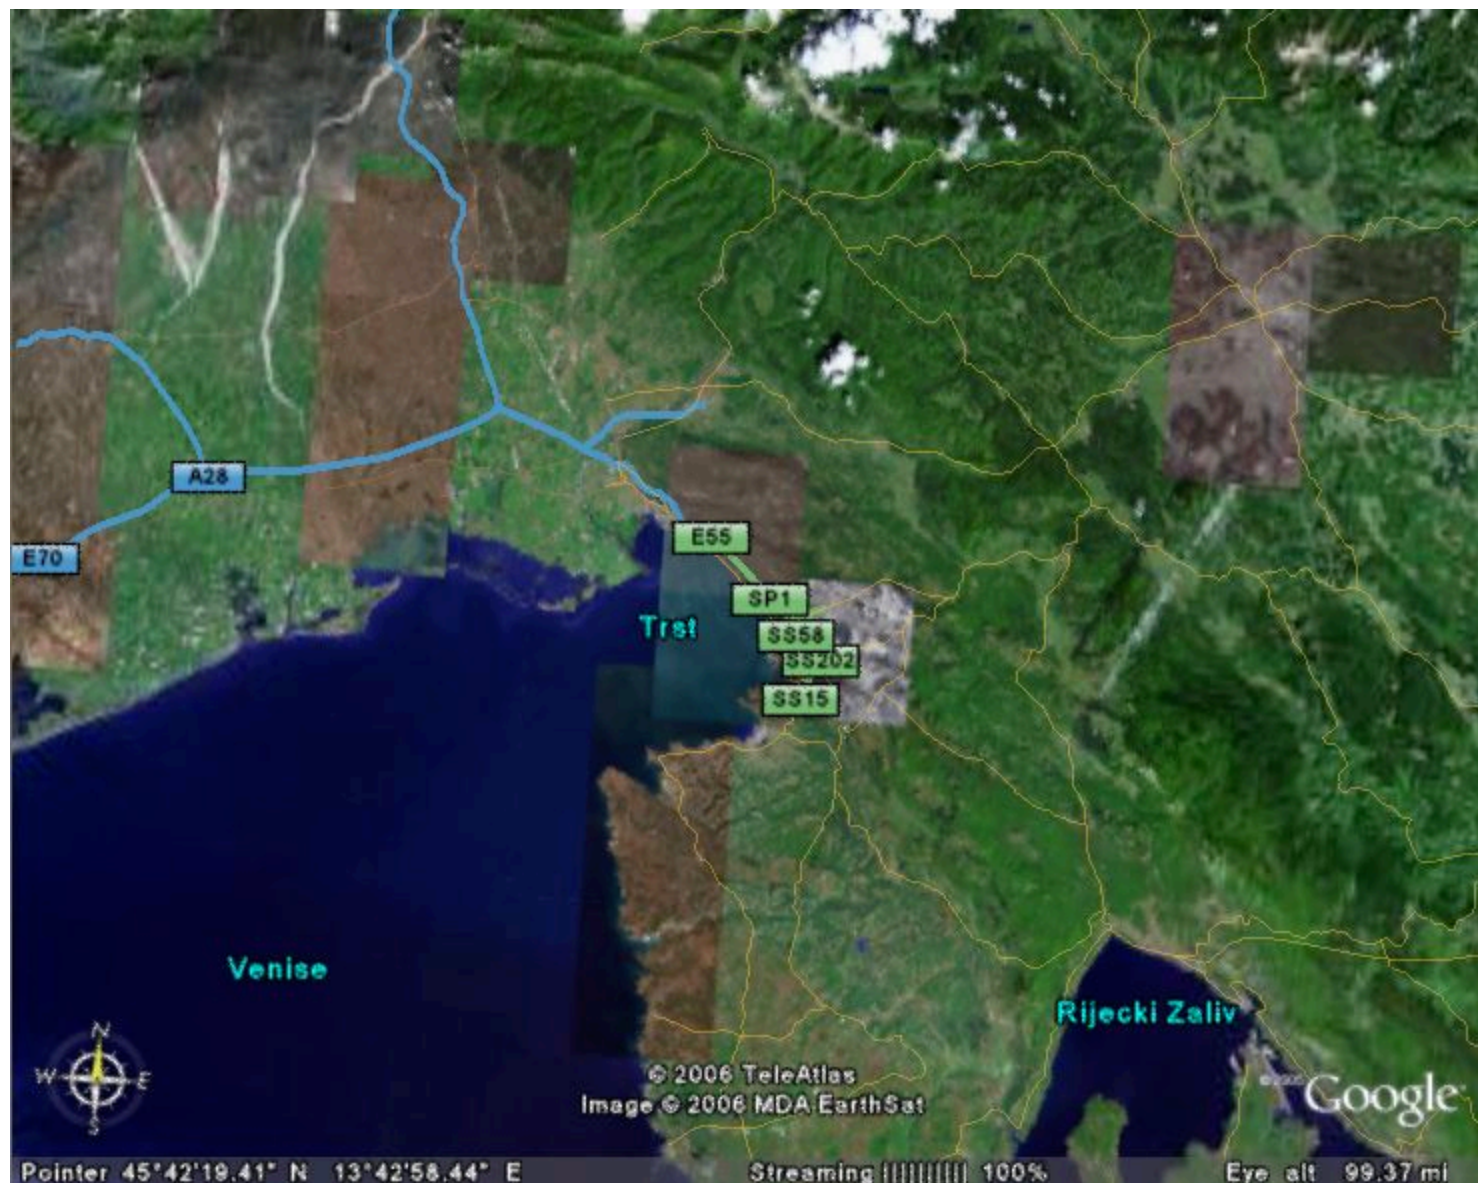 A28
E70
E55
SP1
Trst
SS58
SS202
SS15
Venise
Rijecki Zaliv
N
W E
S
© 2006 TeleAtlas
Image © 2006 MDA EarthSat
Google
Pointer 45°42'19.41" N 13°42'58.44" E Streaming |||||||||| 100% Eye alt 99.37 mi